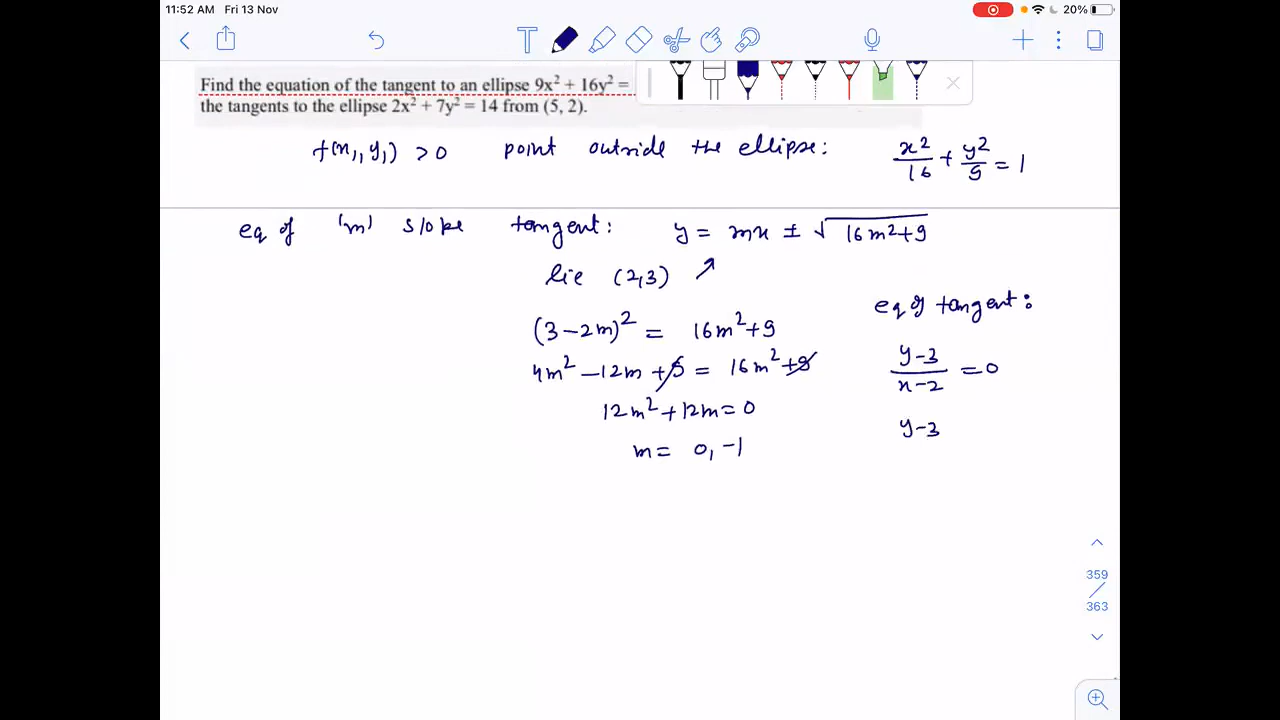 11:52 AM Fri 13 Nov
20%
T
Find the equation of the tangent to an ellipse 9x² + 16y² =
the tangents to the ellipse 2x² + 7y² = 14 from (5, 2).
f(x₁, y₁) > 0 point outside the ellipse: x²/16 + y²/9 = 1
eq of 'm' slope tangent: y = mx ± √16m²+9
lie (2,3)
eq of tangent:
(3-2m)² = 16m²+9
y-3/x-2 = 0
4m² - 12m + 9 = 16m² + 9
12m² + 12m = 0
y-3
m = 0, -1
359
363